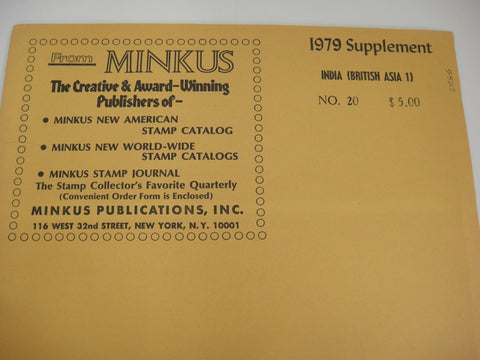 From MINKUS
The Creative & Award-Winning
Publishers of-
• MINKUS NEW AMERICAN
STAMP CATALOG
• MINKUS NEW WORLD-WIDE
STAMP CATALOGS
• MINKUS STAMP JOURNAL
The Stamp Collector's Favorite Quarterly
(Convenient Order Form is Enclosed)
MINKUS PUBLICATIONS, INC.
116 WEST 32nd STREET, NEW YORK, N.Y. 10001
1979 Supplement
INDIA (BRITISH ASIA 1)
NO. 20 $5.00